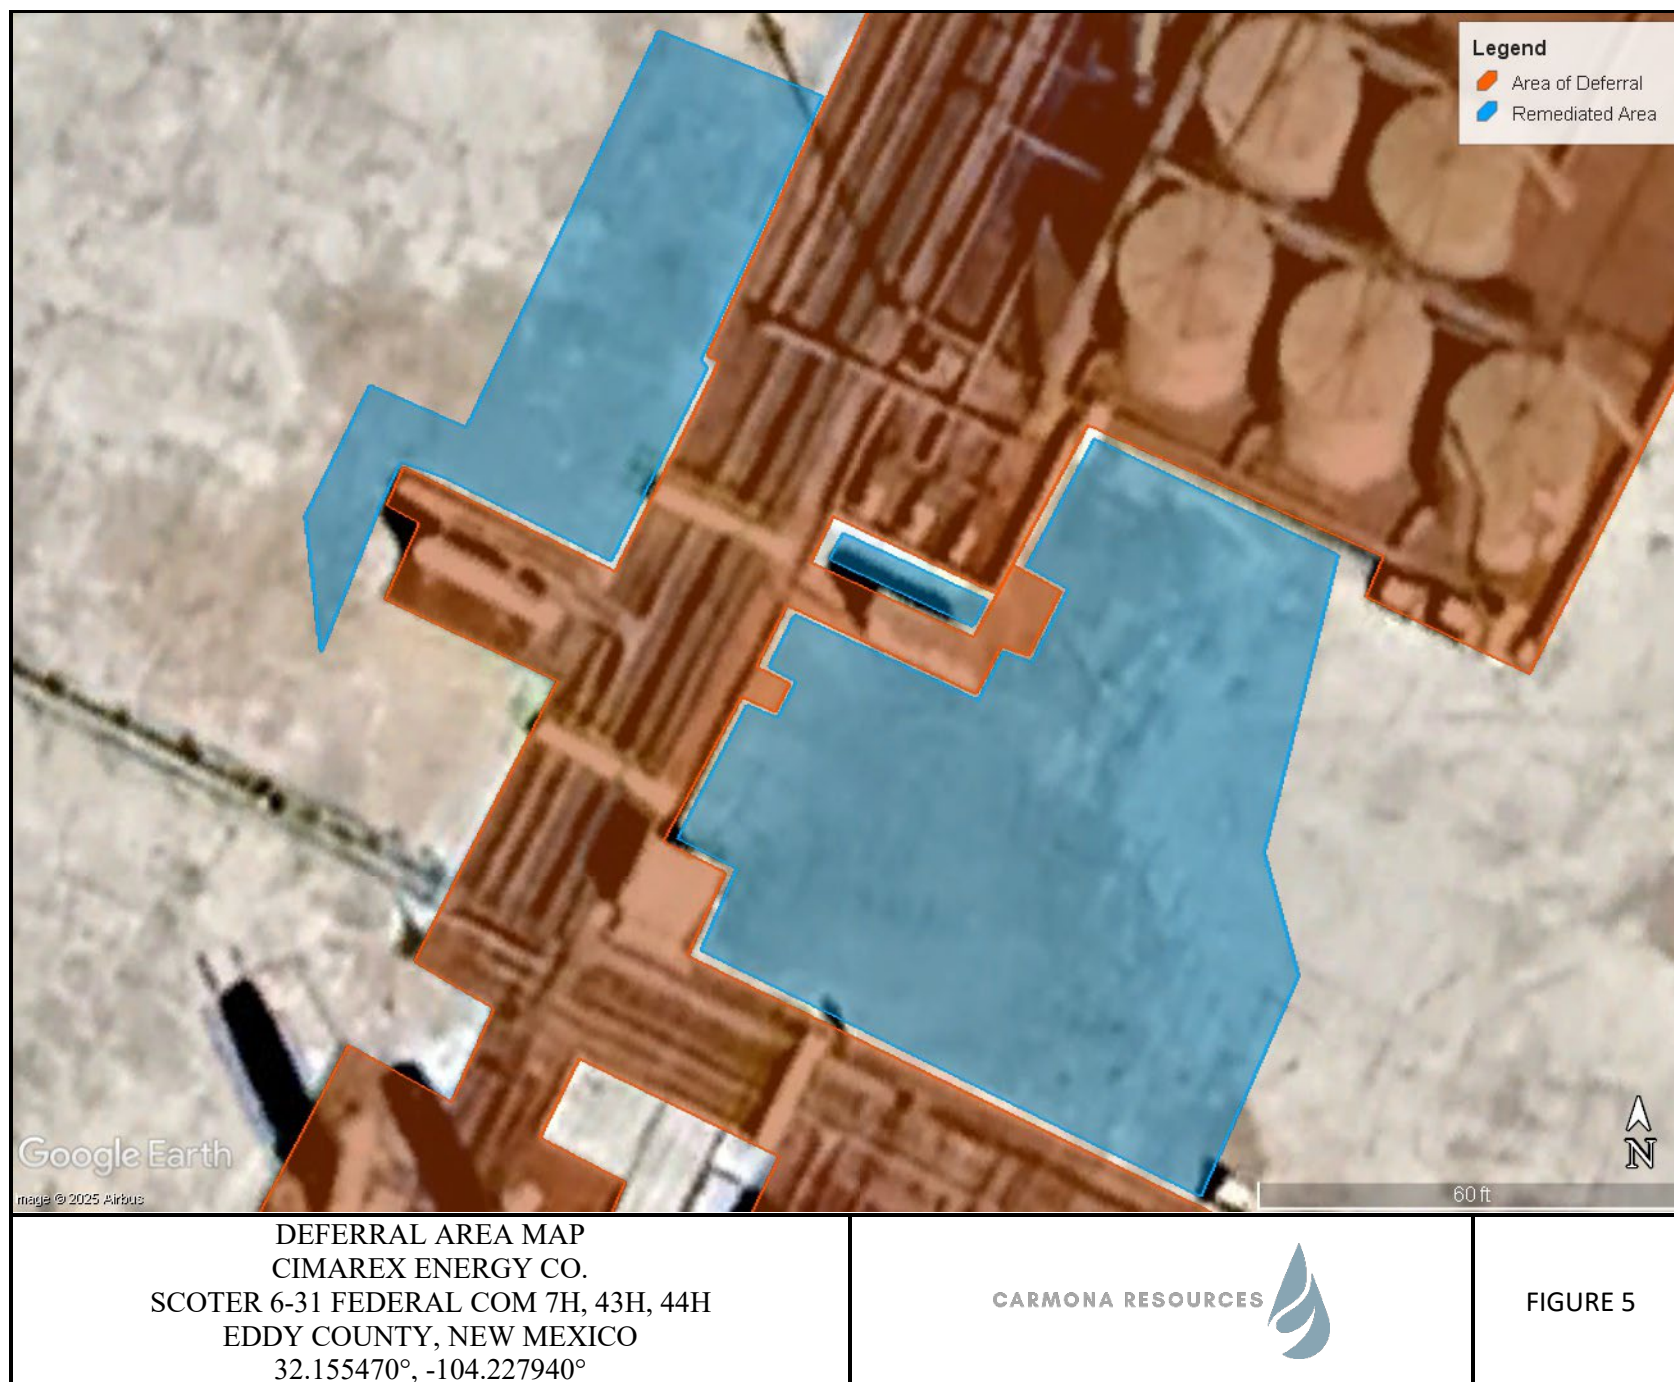 Legend
Area of Deferral
Remediated Area
Google Earth
mage © 2025 Airbus
N
60 ft
DEFERRAL AREA MAP
CIMAREX ENERGY CO.
SCOTER 6-31 FEDERAL COM 7H, 43H, 44H
EDDY COUNTY, NEW MEXICO
32.155470°, -104.227940°
CARMONA RESOURCES
FIGURE 5